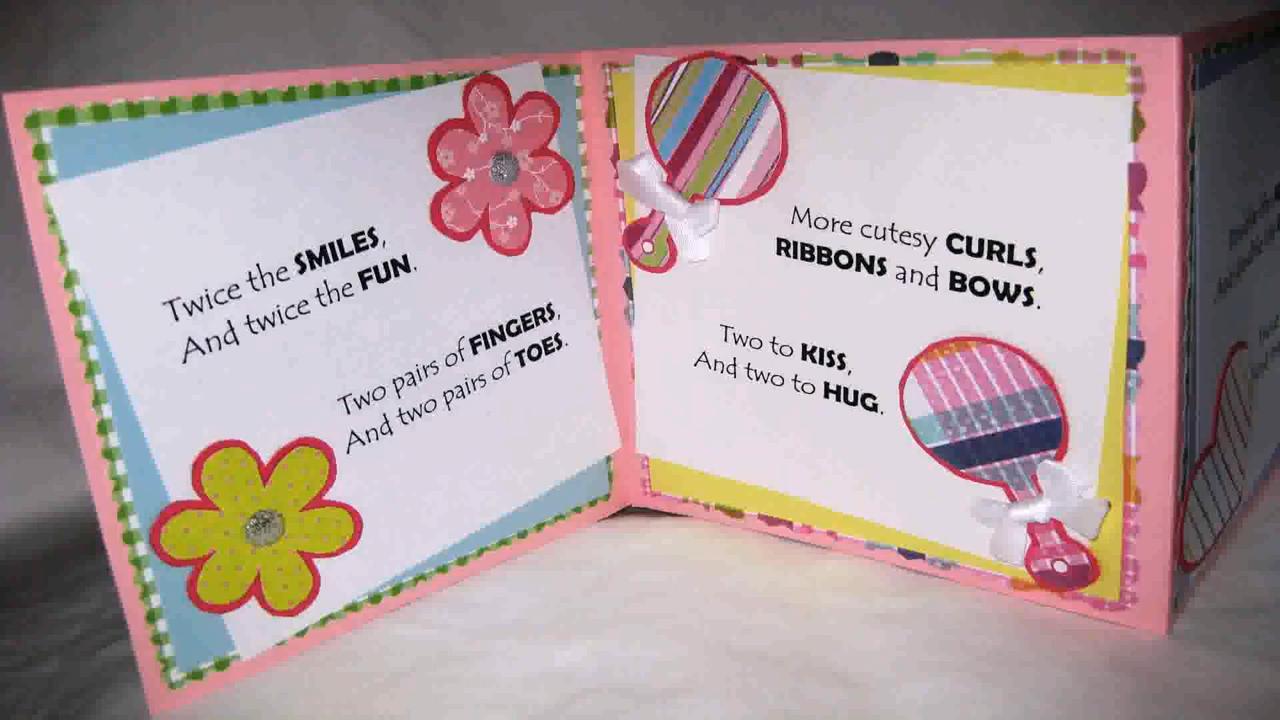 Twice the SMILES,
And twice the FUN.
Two pairs of FINGERS,
And two pairs of TOES.
More cutesy CURLS,
RIBBONS and BOWS.
Two to KISS,
And two to HUG.